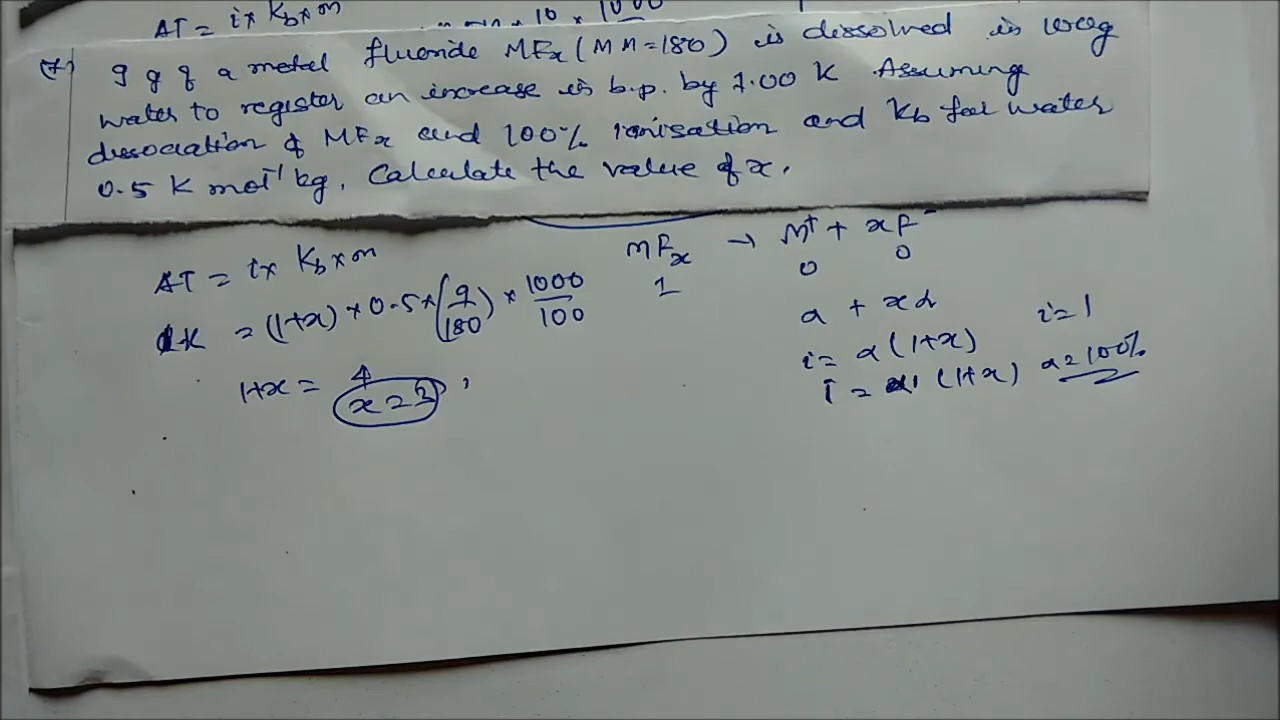 ΔT = i × Kb × m
10 × 1000
(7) 9 g of a metal fluoride MFx (MM=180) is dissolved in 100g
water to register an increase in b.p. by 1.00 K. Assuming
dissociation of MFx and 100% ionisation and Kb for water
0.5 K mol⁻¹ kg. Calculate the value of x.
ΔT = i × Kb × m
1K = (1+x) × 0.5 × (9/180) × 1000/100
1+x = 4
x = 3,
MFx → M⁺ + xF⁻
1 0 0
α + xα
i = α(1+x) i=1
i = 1 (1+x) α=100%